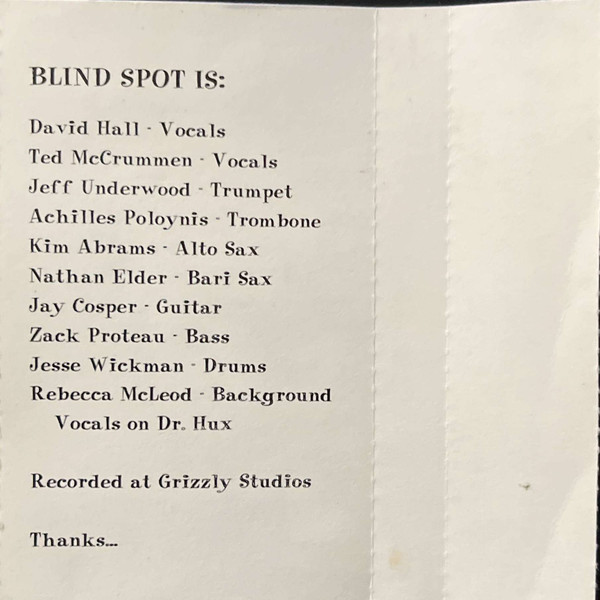 BLIND SPOT IS:
David Hall - Vocals
Ted McCrummen - Vocals
Jeff Underwood - Trumpet
Achilles Poloynis - Trombone
Kim Abrams - Alto Sax
Nathan Elder - Bari Sax
Jay Cosper - Guitar
Zack Proteau - Bass
Jesse Wickman - Drums
Rebecca McLeod - Background
Vocals on Dr. Hux
Recorded at Grizzly Studios
Thanks...